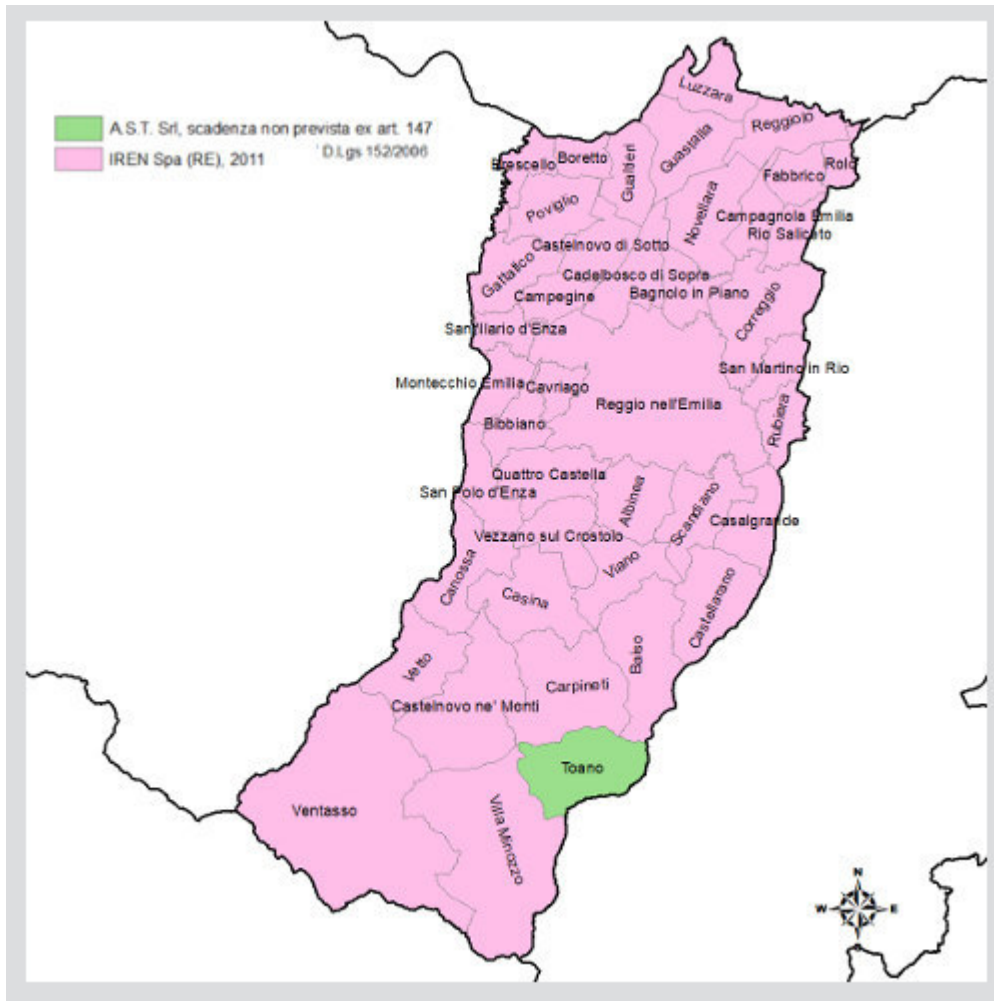 A.S.T. Srl, scadenza non prevista ex art. 147
D.Lgs 152/2006
IREN Spa (RE), 2011
Luzzara
Reggiolo
Guastalla
Boretto
Brescello
Gualtieri
Rolo
Fabbrico
Poviglio
Novellara
Campagnola Emilia
Rio Saliceto
Castelnovo di Sotto
Gattatico
Cadelbosco di Sopra
Campegine
Bagnolo in Piano
Correggio
Sant'Ilario d'Enza
San Martino in Rio
Montecchio Emilia
Cavriago
Reggio nell'Emilia
Rubiera
Bibbiano
Quattro Castella
San Polo d'Enza
Albinea
Scandiano
Casalgrande
Vezzano sul Crostolo
Viano
Canossa
Casina
Castellarano
Baiso
Vetto
Carpineti
Castelnovo ne' Monti
Toano
Ventasso
Villa Minozzo
N
W
E
S